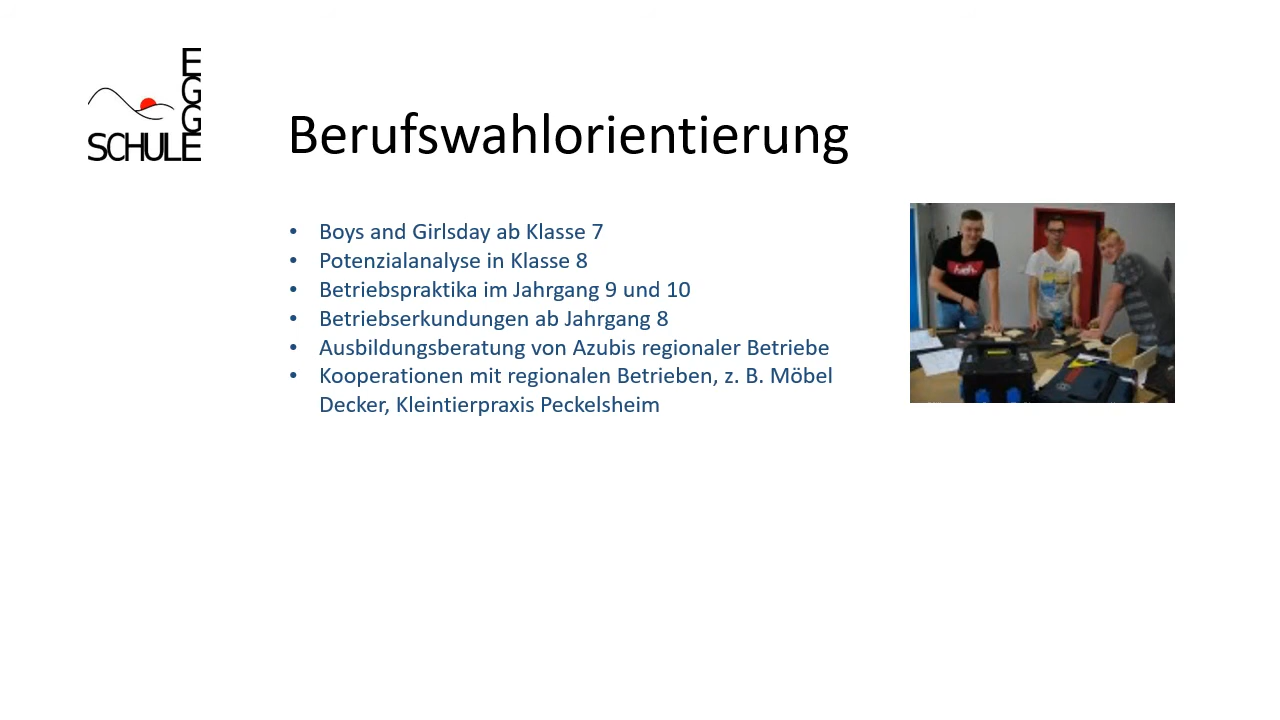 EGGE
SCHULE
Berufswahlorientierung
• Boys and Girlsday ab Klasse 7
• Potenzialanalyse in Klasse 8
• Betriebspraktika im Jahrgang 9 und 10
• Betriebserkundungen ab Jahrgang 8
• Ausbildungsberatung von Azubis regionaler Betriebe
• Kooperationen mit regionalen Betrieben, z. B. Möbel
Decker, Kleintierpraxis Peckelsheim